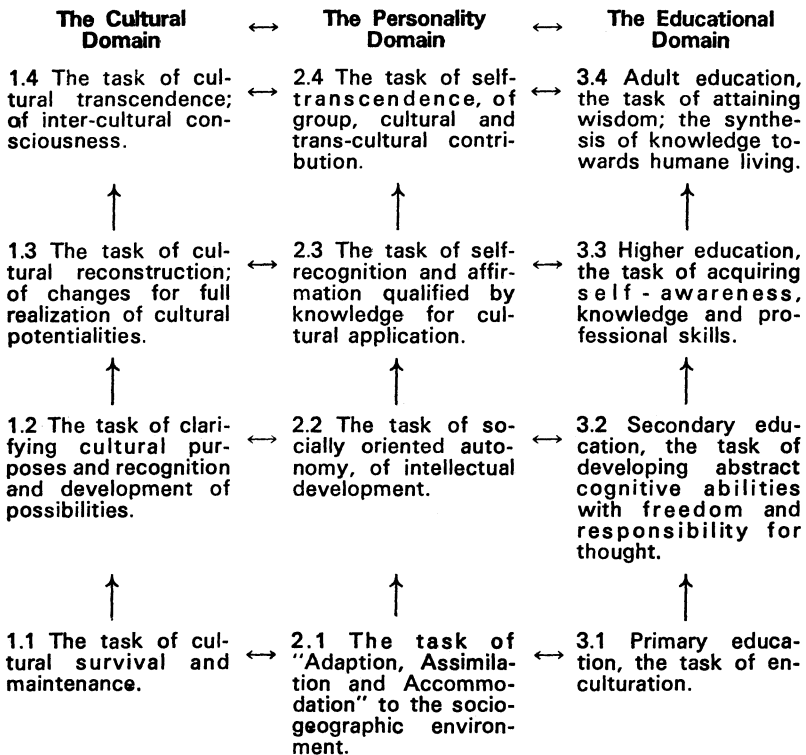 The Cultural
Domain
↔
The Personality
Domain
↔
The Educational
Domain
1.4 The task of cul-
tural transcendence;
of inter-cultural con-
sciousness.
↔
2.4 The task of self-
transcendence, of
group, cultural and
trans-cultural contri-
bution.
↔
3.4 Adult education,
the task of attaining
wisdom; the synthe-
sis of knowledge to-
wards humane living.
1.3 The task of cul-
tural reconstruction;
of changes for full
realization of cultural
potentialities.
↔
2.3 The task of self-
recognition and affir-
mation qualified by
knowledge for cul-
tural application.
↔
3.3 Higher education,
the task of acquiring
self - awareness,
knowledge and pro-
fessional skills.
1.2 The task of clari-
fying cultural pur-
poses and recognition
and development of
possibilities.
↔
2.2 The task of so-
cially oriented auto-
nomy, of intellectual
development.
↔
3.2 Secondary edu-
cation, the task of
developing abstract
cognitive abilities
with freedom and
responsibility for
thought.
1.1 The task of cul-
tural survival and
maintenance.
↔
2.1 The task of
"Adaption, Assimila-
tion and Accommo-
dation" to the socio-
geographic environ-
ment.
↔
3.1 Primary educa-
tion, the task of en-
culturation.